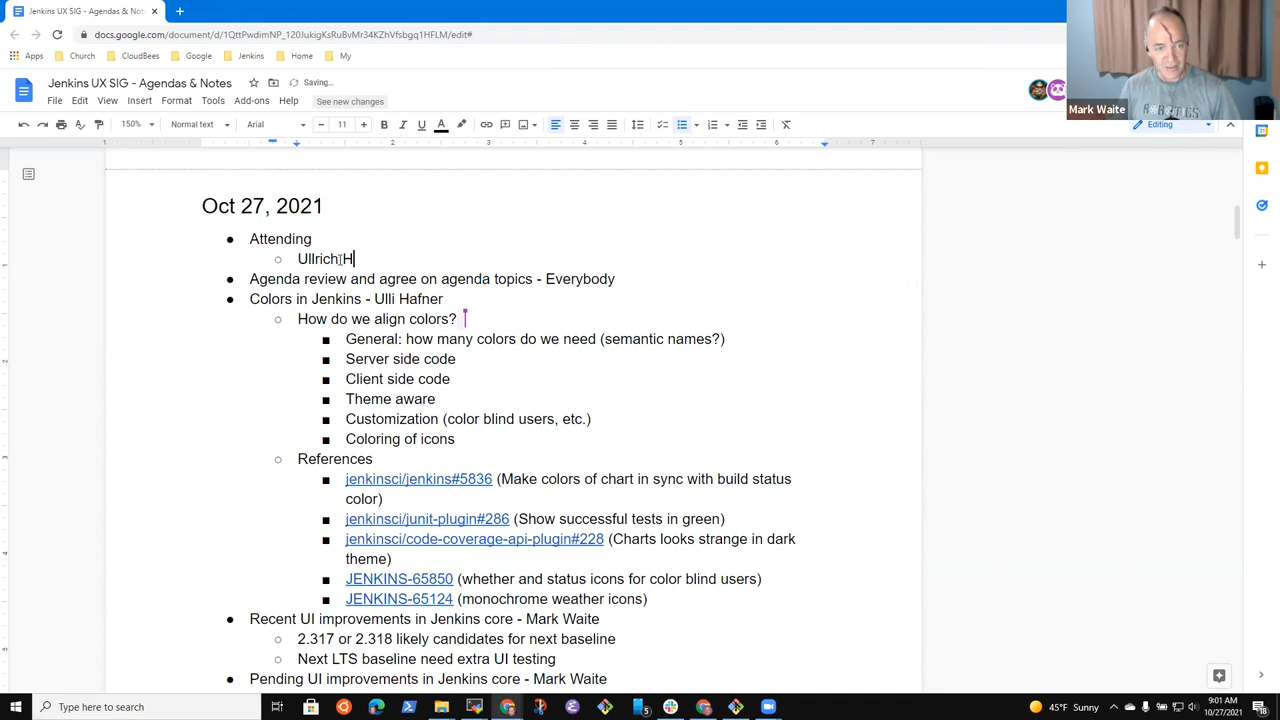 Jenkins UX SIG - Agendas & Not
docs.google.com/document/d/1QttPwdimNP_120JukigKsRuBvMr34KZhVfsbgq1HFLM/edit#
Apps Church CloudBees Google Jenkins Home My
Jenkins UX SIG - Agendas & Notes Saving...
File Edit View Insert Format Tools Add-ons Help See new changes
Mark Waite
150% Normal text Arial 11 Editing
1 2 3 4 5 6 7
Oct 27, 2021
Attending
Ullrich H
Agenda review and agree on agenda topics - Everybody
Colors in Jenkins - Ulli Hafner
How do we align colors?
General: how many colors do we need (semantic names?)
Server side code
Client side code
Theme aware
Customization (color blind users, etc.)
Coloring of icons
References
jenkinsci/jenkins#5836 (Make colors of chart in sync with build status
color)
jenkinsci/junit-plugin#286 (Show successful tests in green)
jenkinsci/code-coverage-api-plugin#228 (Charts looks strange in dark
theme)
JENKINS-65850 (whether and status icons for color blind users)
JENKINS-65124 (monochrome weather icons)
Recent UI improvements in Jenkins core - Mark Waite
2.317 or 2.318 likely candidates for next baseline
Next LTS baseline need extra UI testing
Pending UI improvements in Jenkins core - Mark Waite
Type here to search
45°F Sunny
9:01 AM
10/27/2021